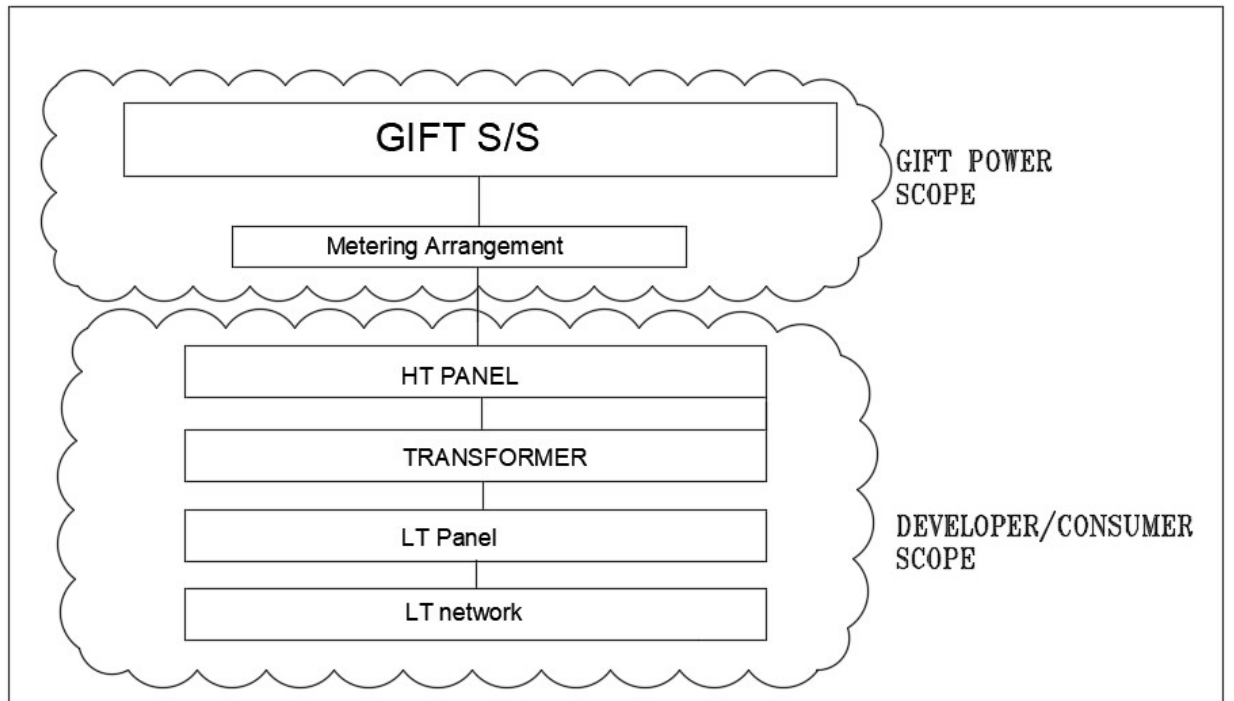 GIFT S/S
GIFT POWER
SCOPE
Metering Arrangement
HT PANEL
TRANSFORMER
LT Panel
DEVELOPER/CONSUMER
SCOPE
LT network